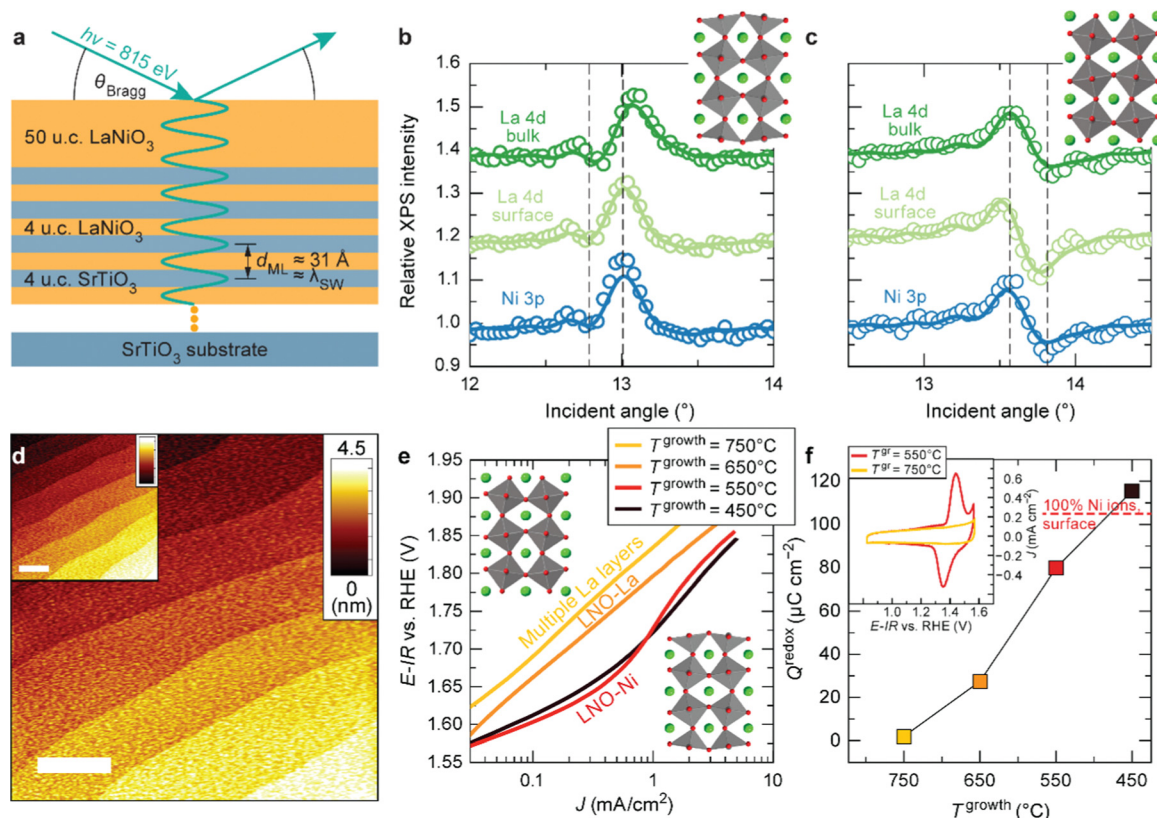 a
hν = 815 eV
θBragg
50 u.c. LaNiO3
4 u.c. LaNiO3
4 u.c. SrTiO3
dML ≈ 31 Å
≈ λSW
SrTiO3 substrate
b
Relative XPS intensity
1.6
1.5
1.4
1.3
1.2
1.1
1.0
0.9
La 4d
bulk
La 4d
surface
Ni 3p
12
13
14
Incident angle (°)
c
La 4d
bulk
La 4d
surface
Ni 3p
13
14
Incident angle (°)
d
4.5
0
(nm)
e
E-IR vs. RHE (V)
1.95
1.90
1.85
1.80
1.75
1.70
1.65
1.60
1.55
Tgrowth = 750°C
Tgrowth = 650°C
Tgrowth = 550°C
Tgrowth = 450°C
Multiple La layers
LNO-La
LNO-Ni
0.1
1
10
J (mA/cm2)
f
Qredox (µC cm−2)
120
100
80
60
40
20
0
Tgr = 550°C
Tgr = 750°C
0.6
0.4
0.2
0.0
−0.2
−0.4
J (mA cm−2)
1.0 1.2 1.4 1.6
E-IR vs. RHE (V)
100% Ni ions,
surface
750
650
550
450
Tgrowth (°C)